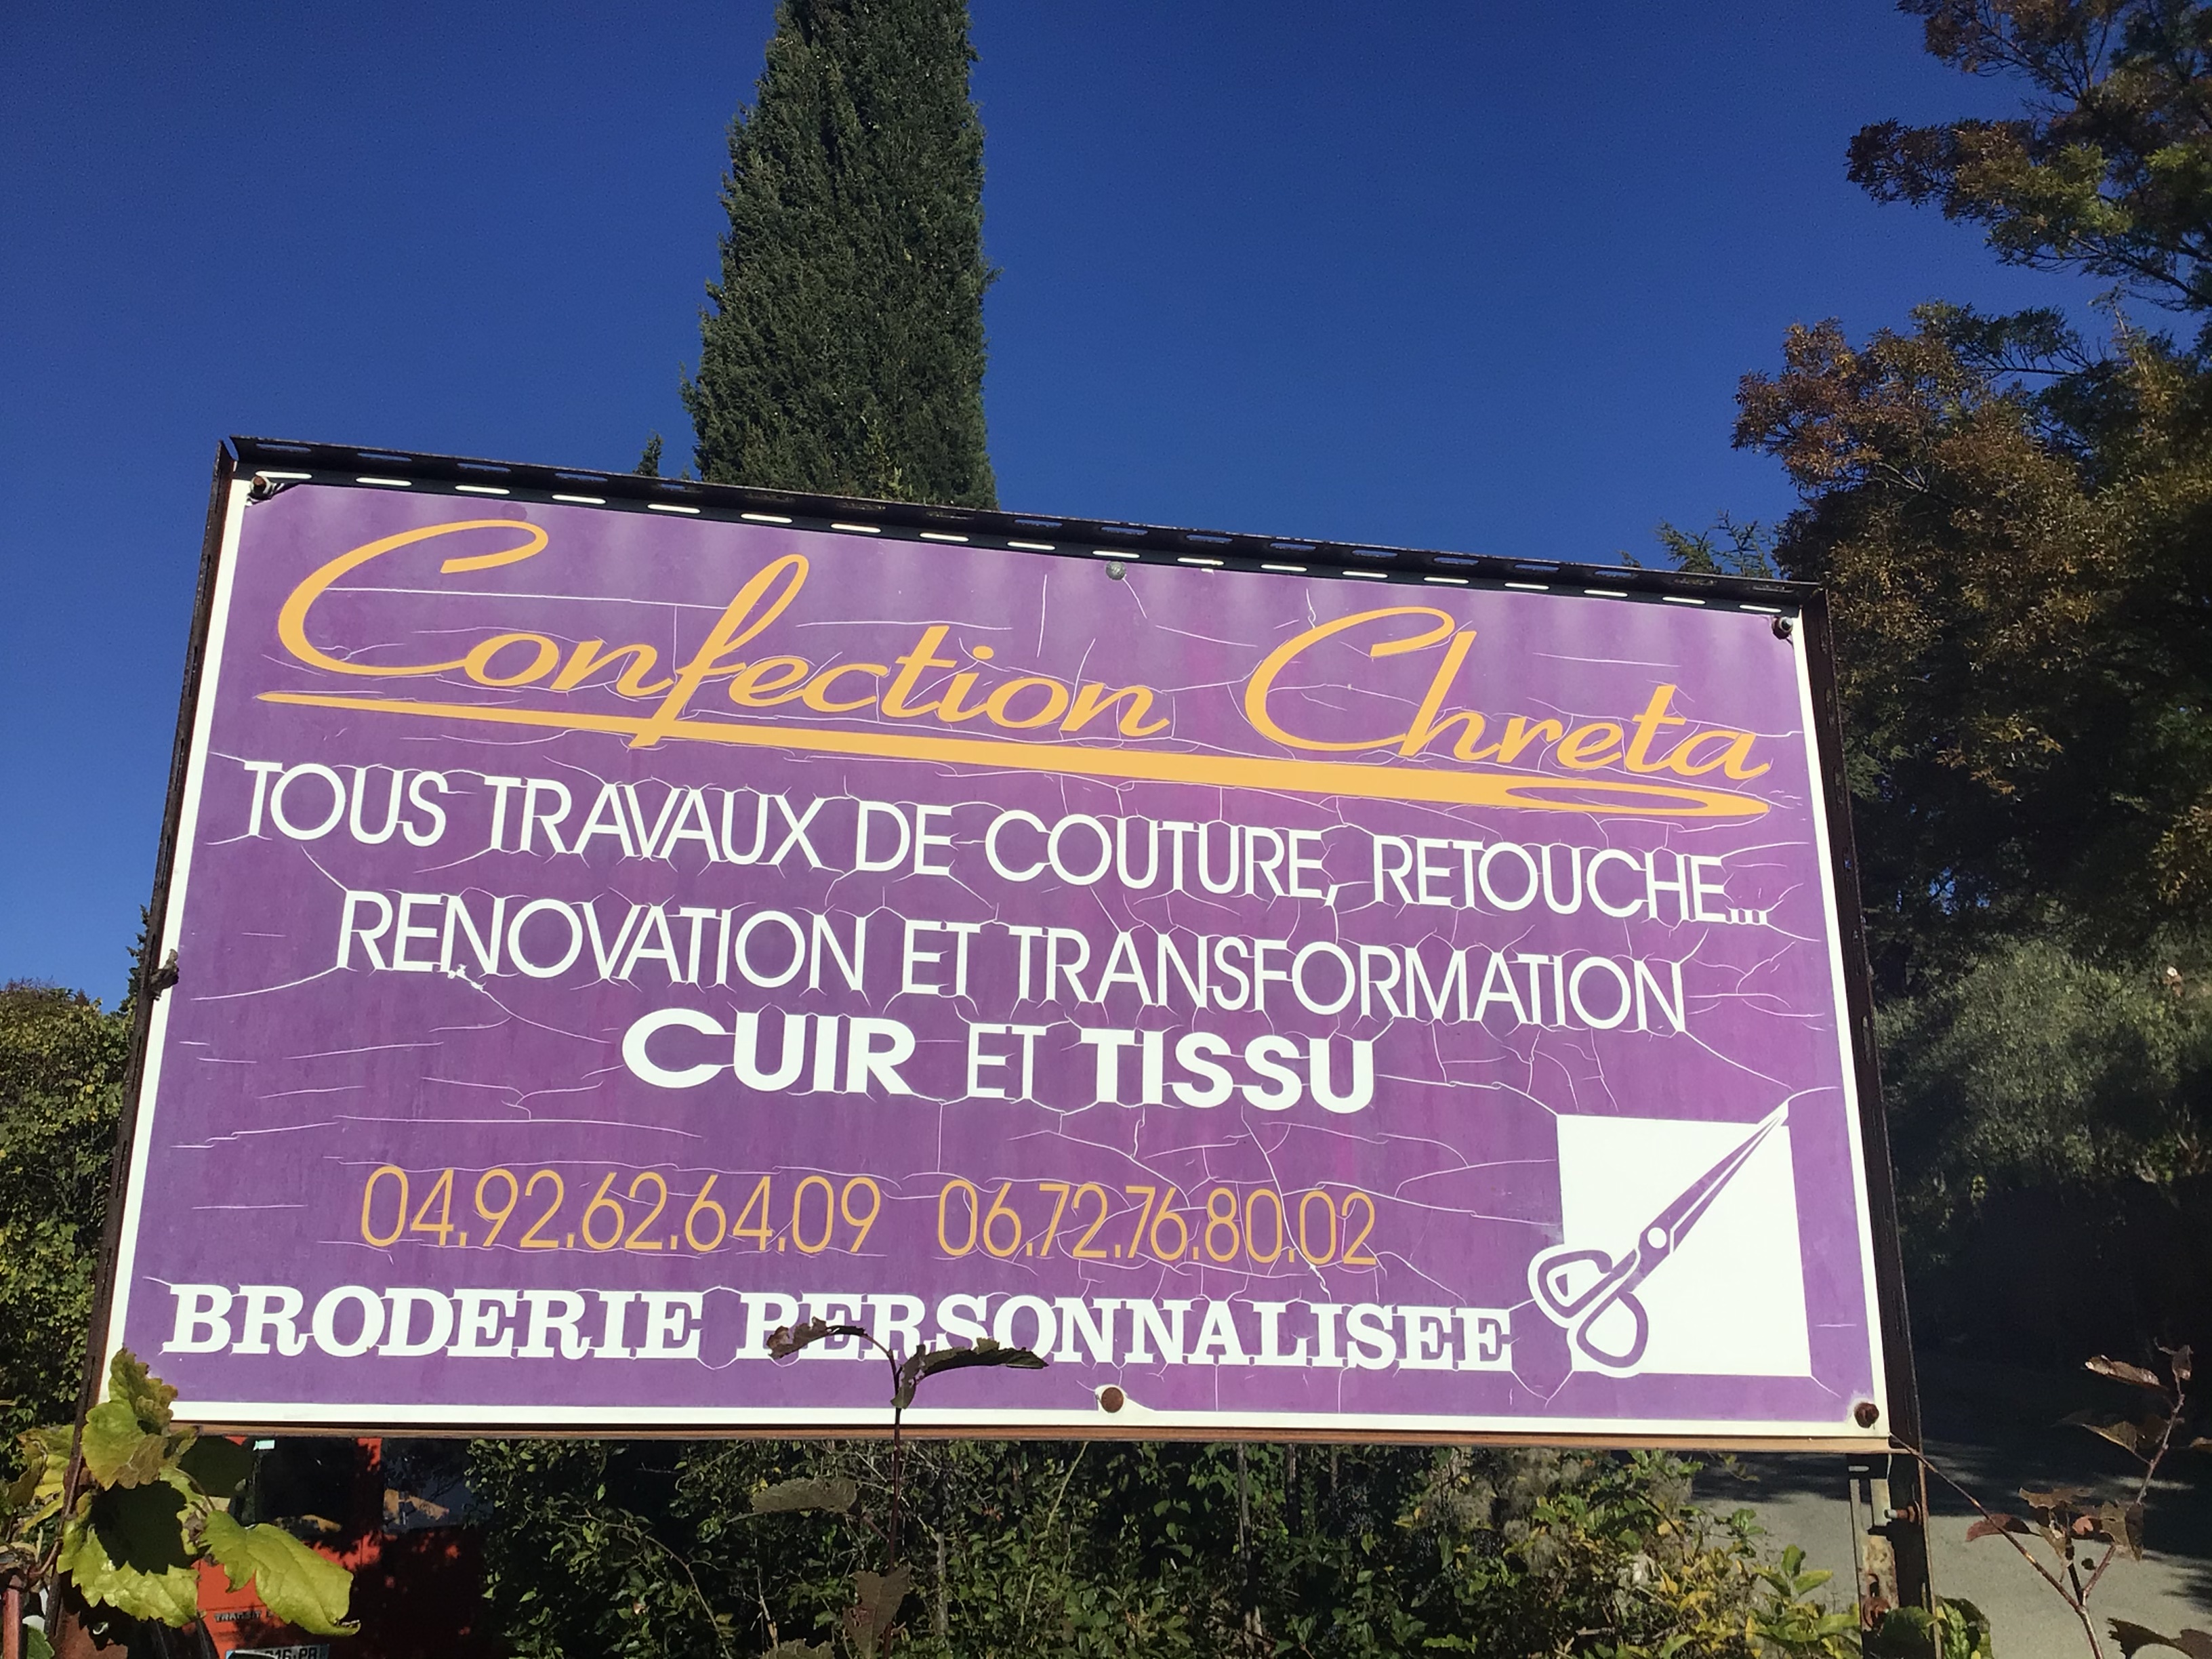 Confection Chreta
TOUS TRAVAUX DE COUTURE, RETOUCHE...
RENOVATION ET TRANSFORMATION
CUIR ET TISSU
04.92.62.64.09 06.72.76.80.02
BRODERIE PERSONNALISEE